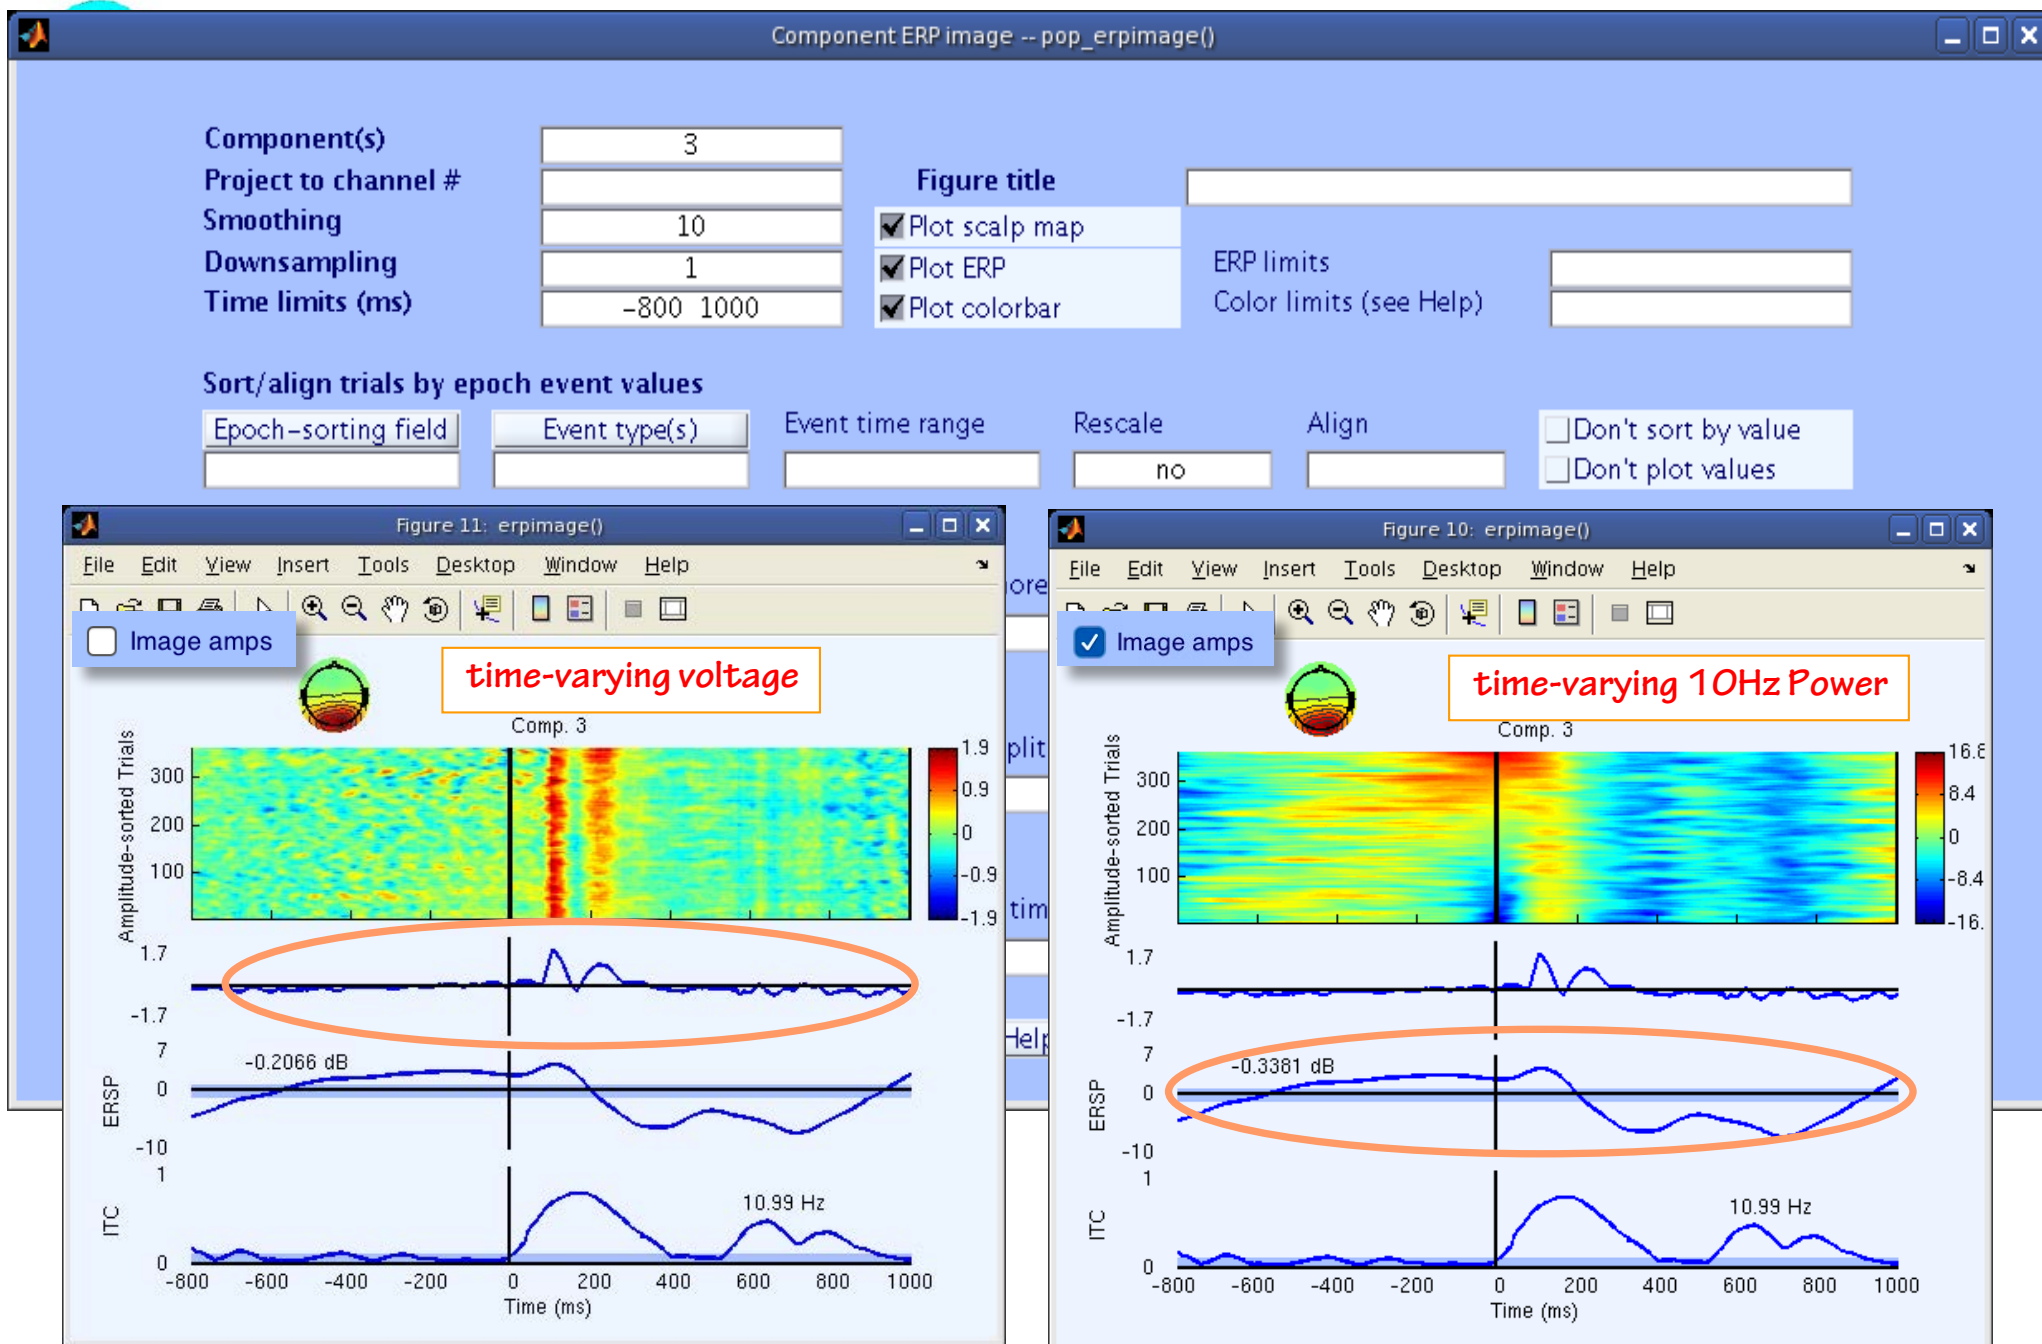 Component ERP image -- pop_erpimage()
Component(s) 3
Project to channel # Figure title
Smoothing 10 Plot scalp map
Downsampling 1 Plot ERP ERP limits
Time limits (ms) -800 1000 Plot colorbar Color limits (see Help)
Sort/align trials by epoch event values
Epoch-sorting field Event type(s) Event time range Rescale Align Don't sort by value
no Don't plot values
Figure 11: erpimage()
File Edit View Insert Tools Desktop Window Help
Image amps
time-varying voltage
Comp. 3
Amplitude-sorted Trials
300
200
100
1.9
0.9
0
-0.9
-1.9
1.7
-1.7
7
-0.2066 dB
ERSP
0
-10
1
10.99 Hz
ITC
0
-800 -600 -400 -200 0 200 400 600 800 1000
Time (ms)
ore
plit
tim
Help
Figure 10: erpimage()
File Edit View Insert Tools Desktop Window Help
Image amps
time-varying 10Hz Power
Comp. 3
Amplitude-sorted Trials
300
200
100
16.8
8.4
0
-8.4
-16.
1.7
-1.7
7
-0.3381 dB
ERSP
0
-10
1
10.99 Hz
ITC
0
-800 -600 -400 -200 0 200 400 600 800 1000
Time (ms)